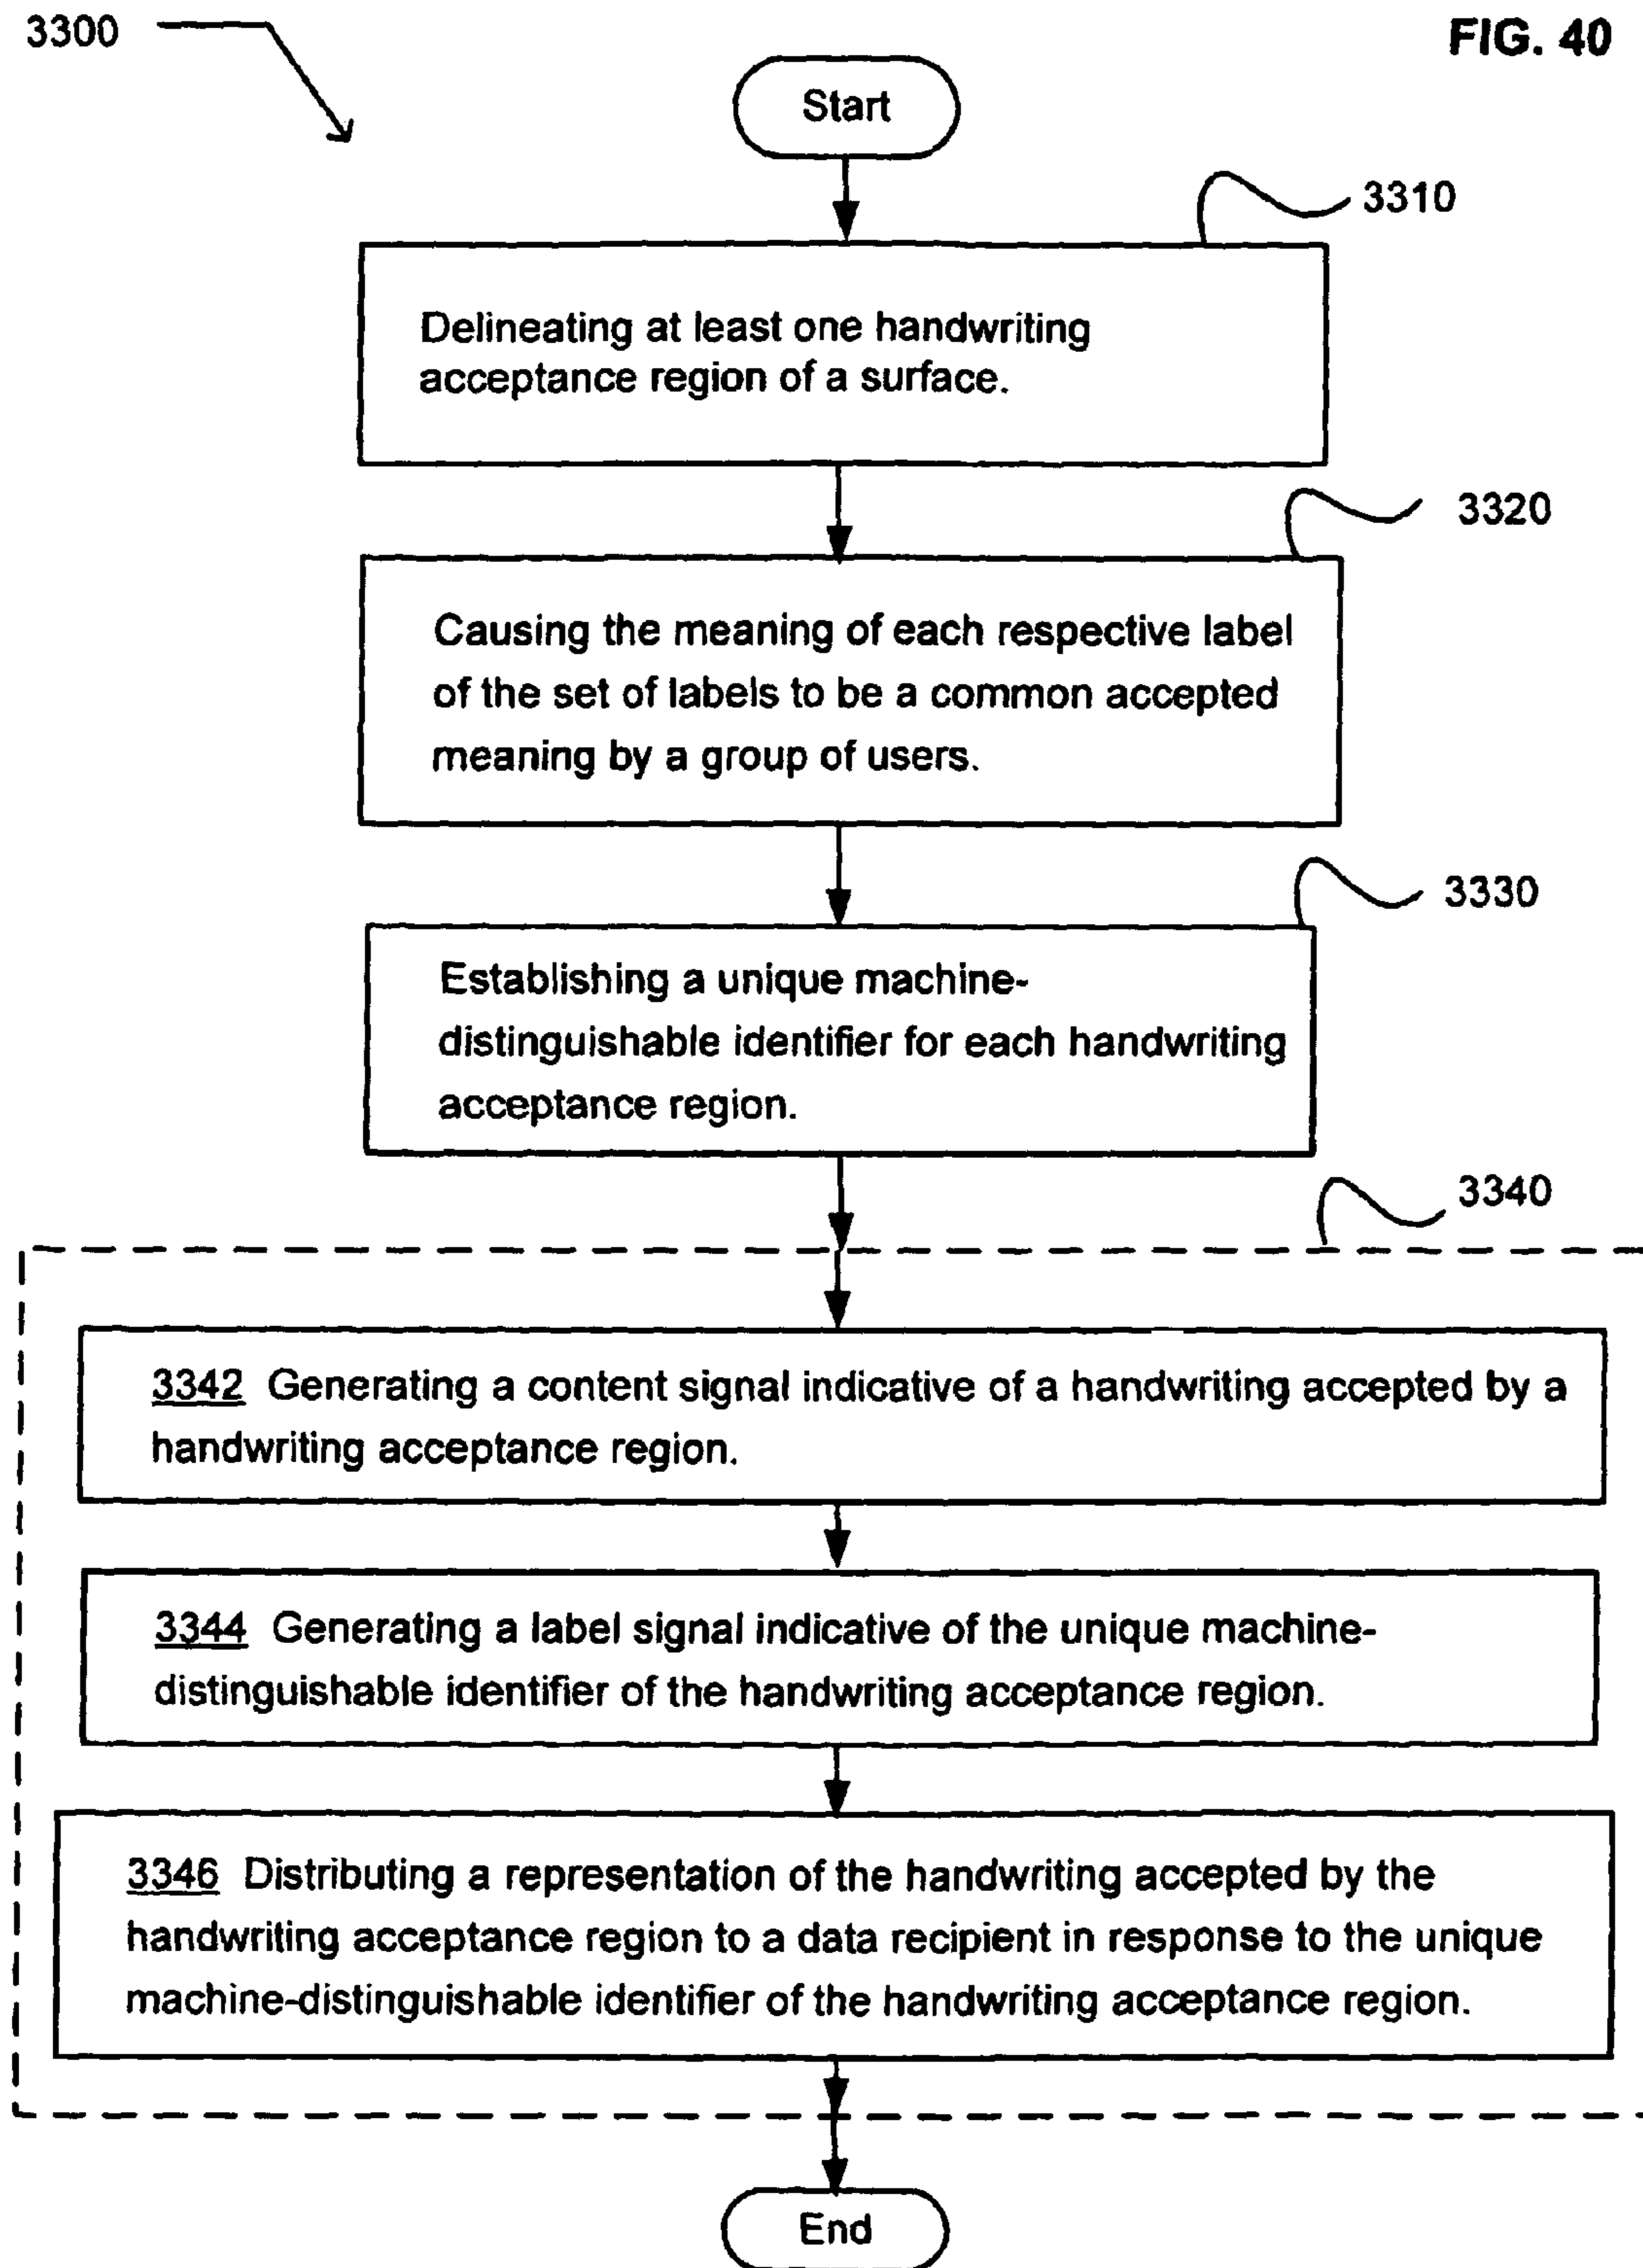 3300
FIG. 40
Start
3310
Delineating at least one handwriting
acceptance region of a surface.
3320
Causing the meaning of each respective label
of the set of labels to be a common accepted
meaning by a group of users.
3330
Establishing a unique machine-
distinguishable identifier for each handwriting
acceptance region.
3340
3342 Generating a content signal indicative of a handwriting accepted by a
handwriting acceptance region.
3344 Generating a label signal indicative of the unique machine-
distinguishable identifier of the handwriting acceptance region.
3346 Distributing a representation of the handwriting accepted by the
handwriting acceptance region to a data recipient in response to the unique
machine-distinguishable identifier of the handwriting acceptance region.
End